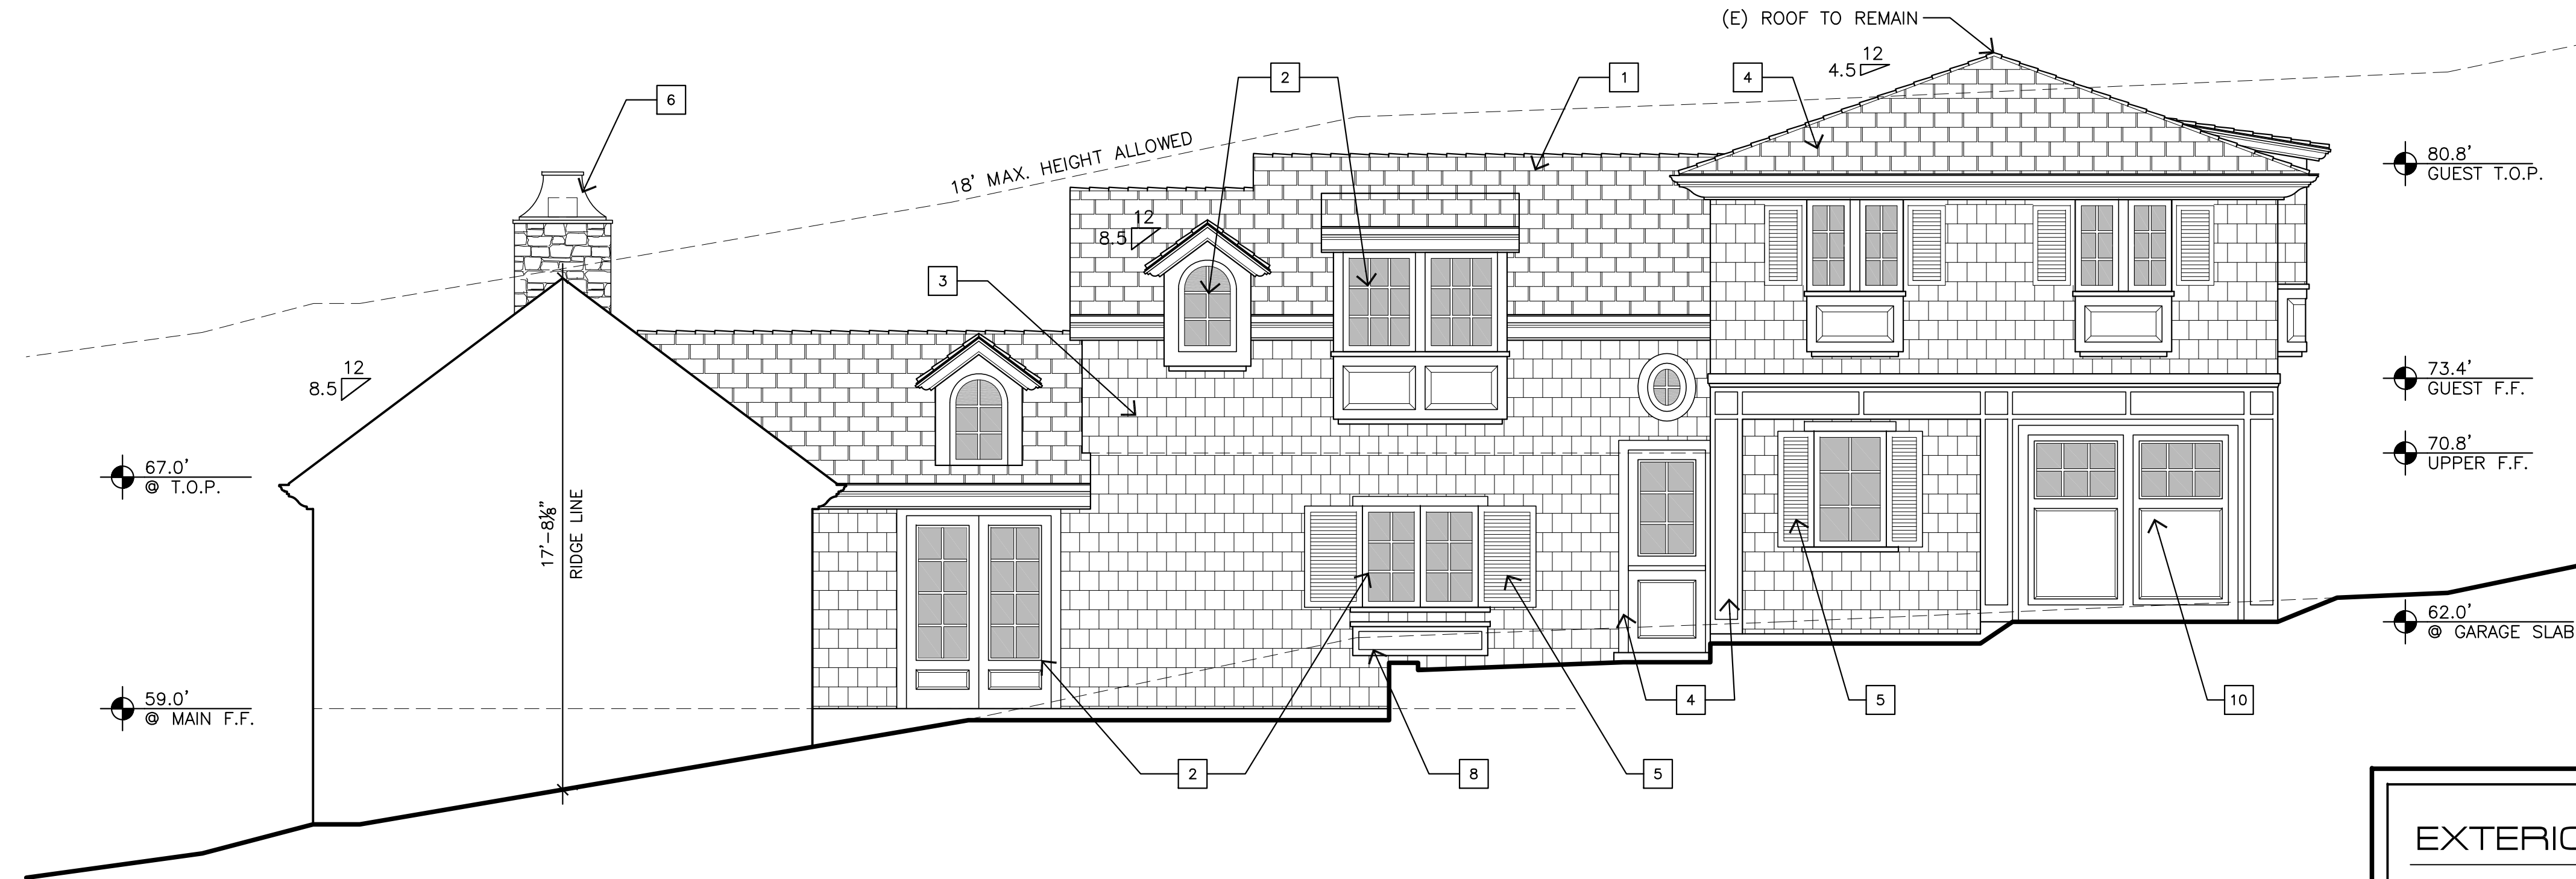 (E) ROOF TO REMAIN
12
4.5
2
1
4
6
18' MAX. HEIGHT ALLOWED
80.8'
GUEST T.O.P.
12
8.5
3
12
8.5
73.4'
GUEST F.F.
70.8'
UPPER F.F.
67.0'
@ T.O.P.
17'-8⅛"
RIDGE LINE
62.0'
@ GARAGE SLAB
59.0'
@ MAIN F.F.
4
5
10
2
8
5
EXTERIO